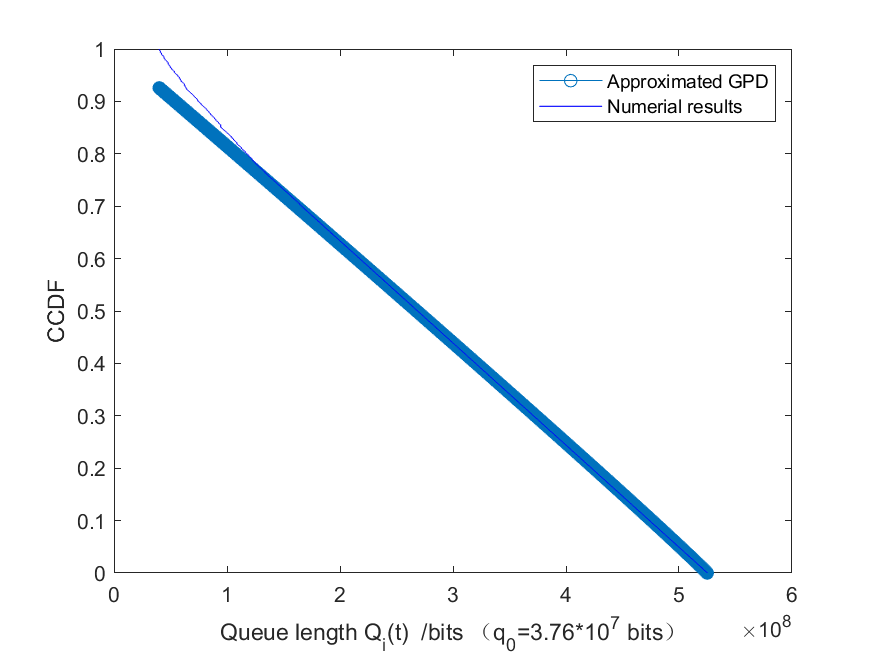 1
0.9
0.8
0.7
0.6
0.5
0.4
0.3
0.2
0.1
0
CCDF
Approximated GPD
Numerial results
0 1 2 3 4 5 6
×10^8
Queue length Q_i(t) /bits （q_0=3.76*10^7 bits）